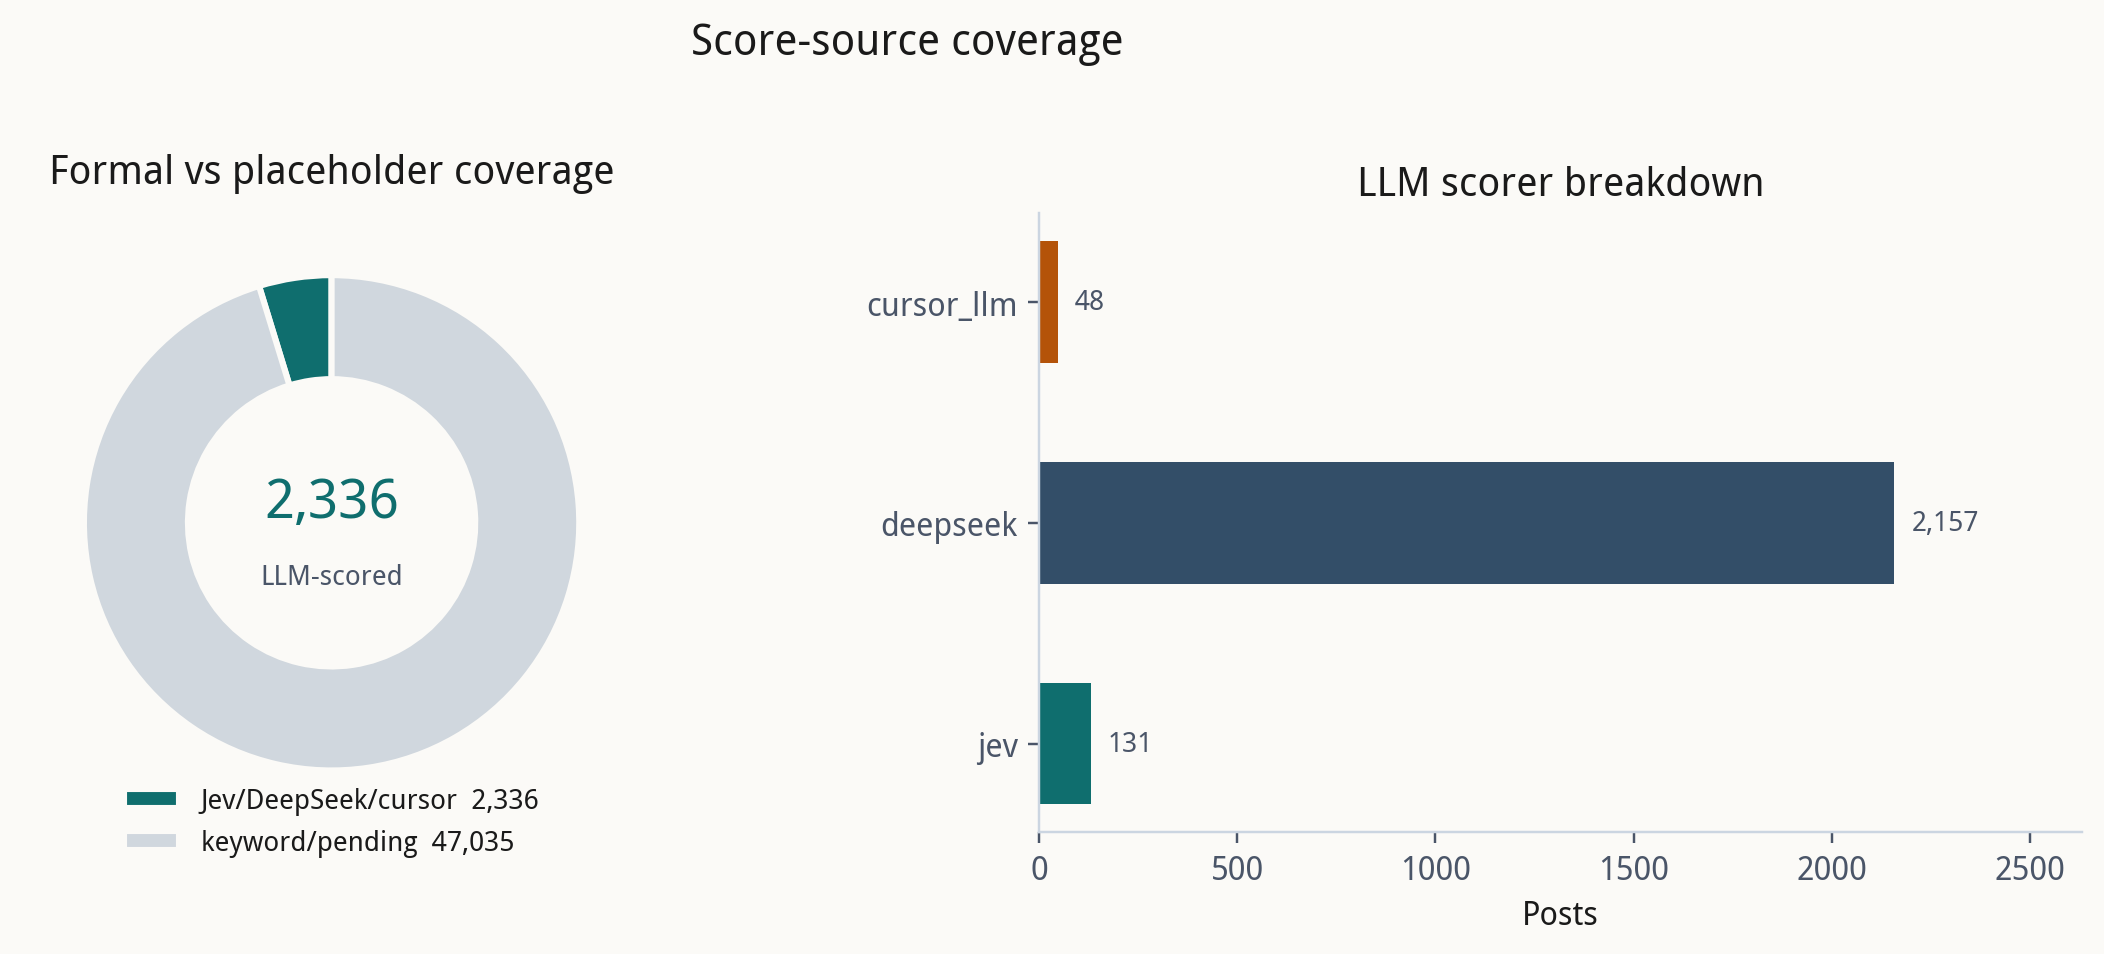 Score-source coverage
Formal vs placeholder coverage
2,336
LLM-scored
Jev/DeepSeek/cursor 2,336
keyword/pending 47,035
LLM scorer breakdown
cursor_llm
48
deepseek
2,157
jev
131
0 500 1000 1500 2000 2500
Posts